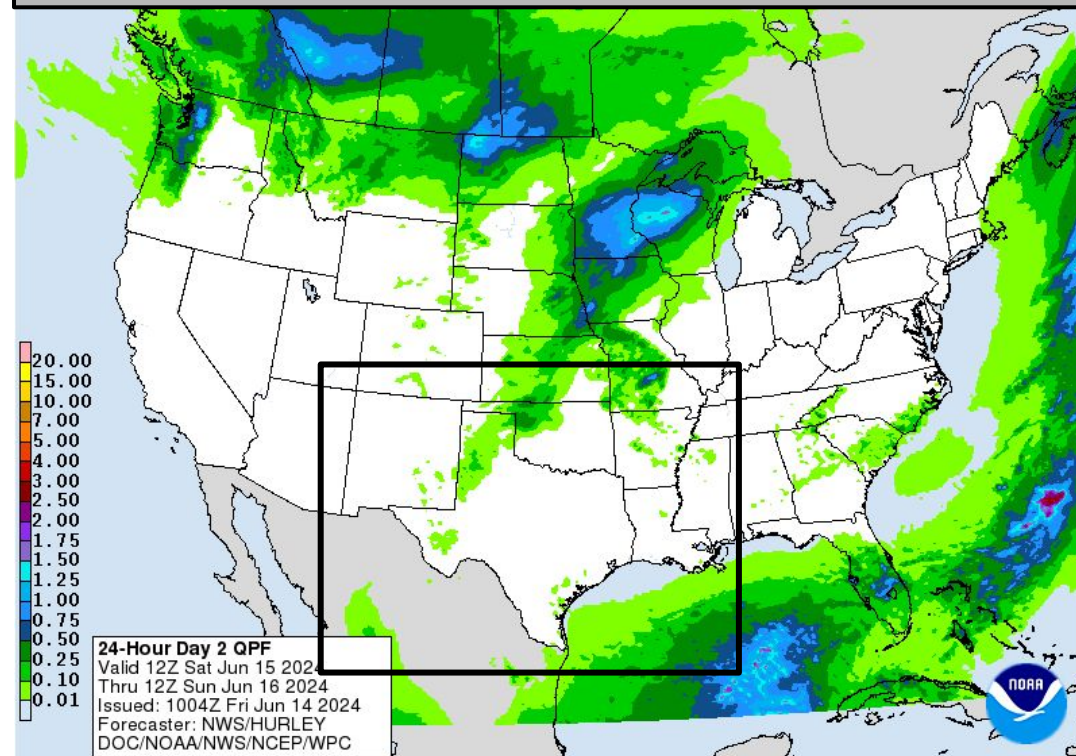 20.00
15.00
10.00
7.00
5.00
4.00
3.00
2.50
2.00
1.75
1.50
1.25
1.00
0.75
0.50
0.25
0.10
0.01
24-Hour Day 2 QPF
Valid 12Z Sat Jun 15 2024
Thru 12Z Sun Jun 16 2024
Issued: 1004Z Fri Jun 14 2024
Forecaster: NWS/HURLEY
DOC/NOAA/NWS/NCEP/WPC
NOAA